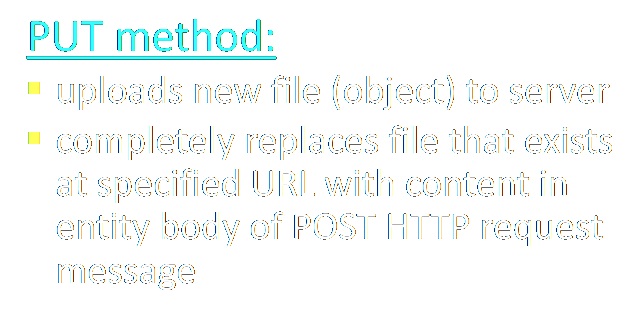 PUT method:
▪ uploads new file (object) to server
▪ completely replaces file that exists
at specified URL with content in
entity body of POST HTTP request
message